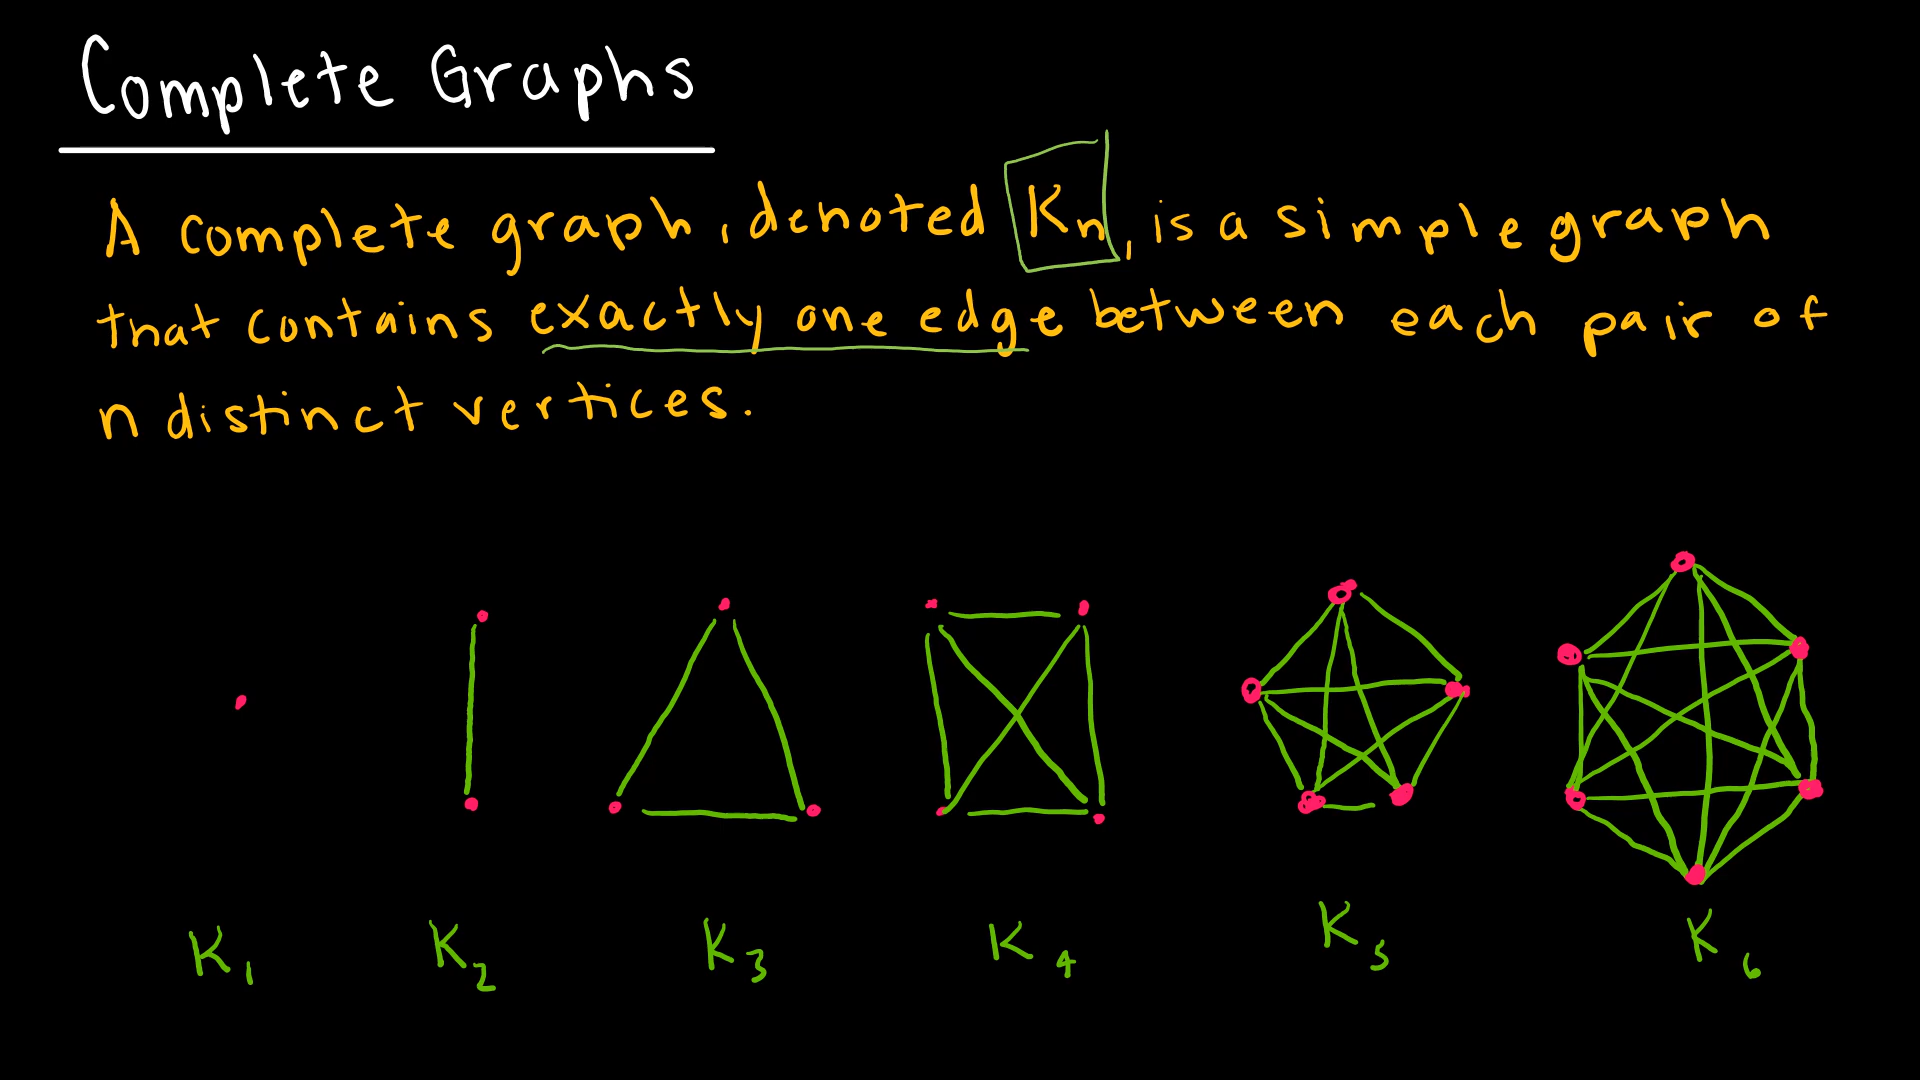 Complete Graphs
A complete graph, denoted Kn, is a simple graph
that contains exactly one edge between each pair of
n distinct vertices.
K1 K2 K3 K4 K5 K6